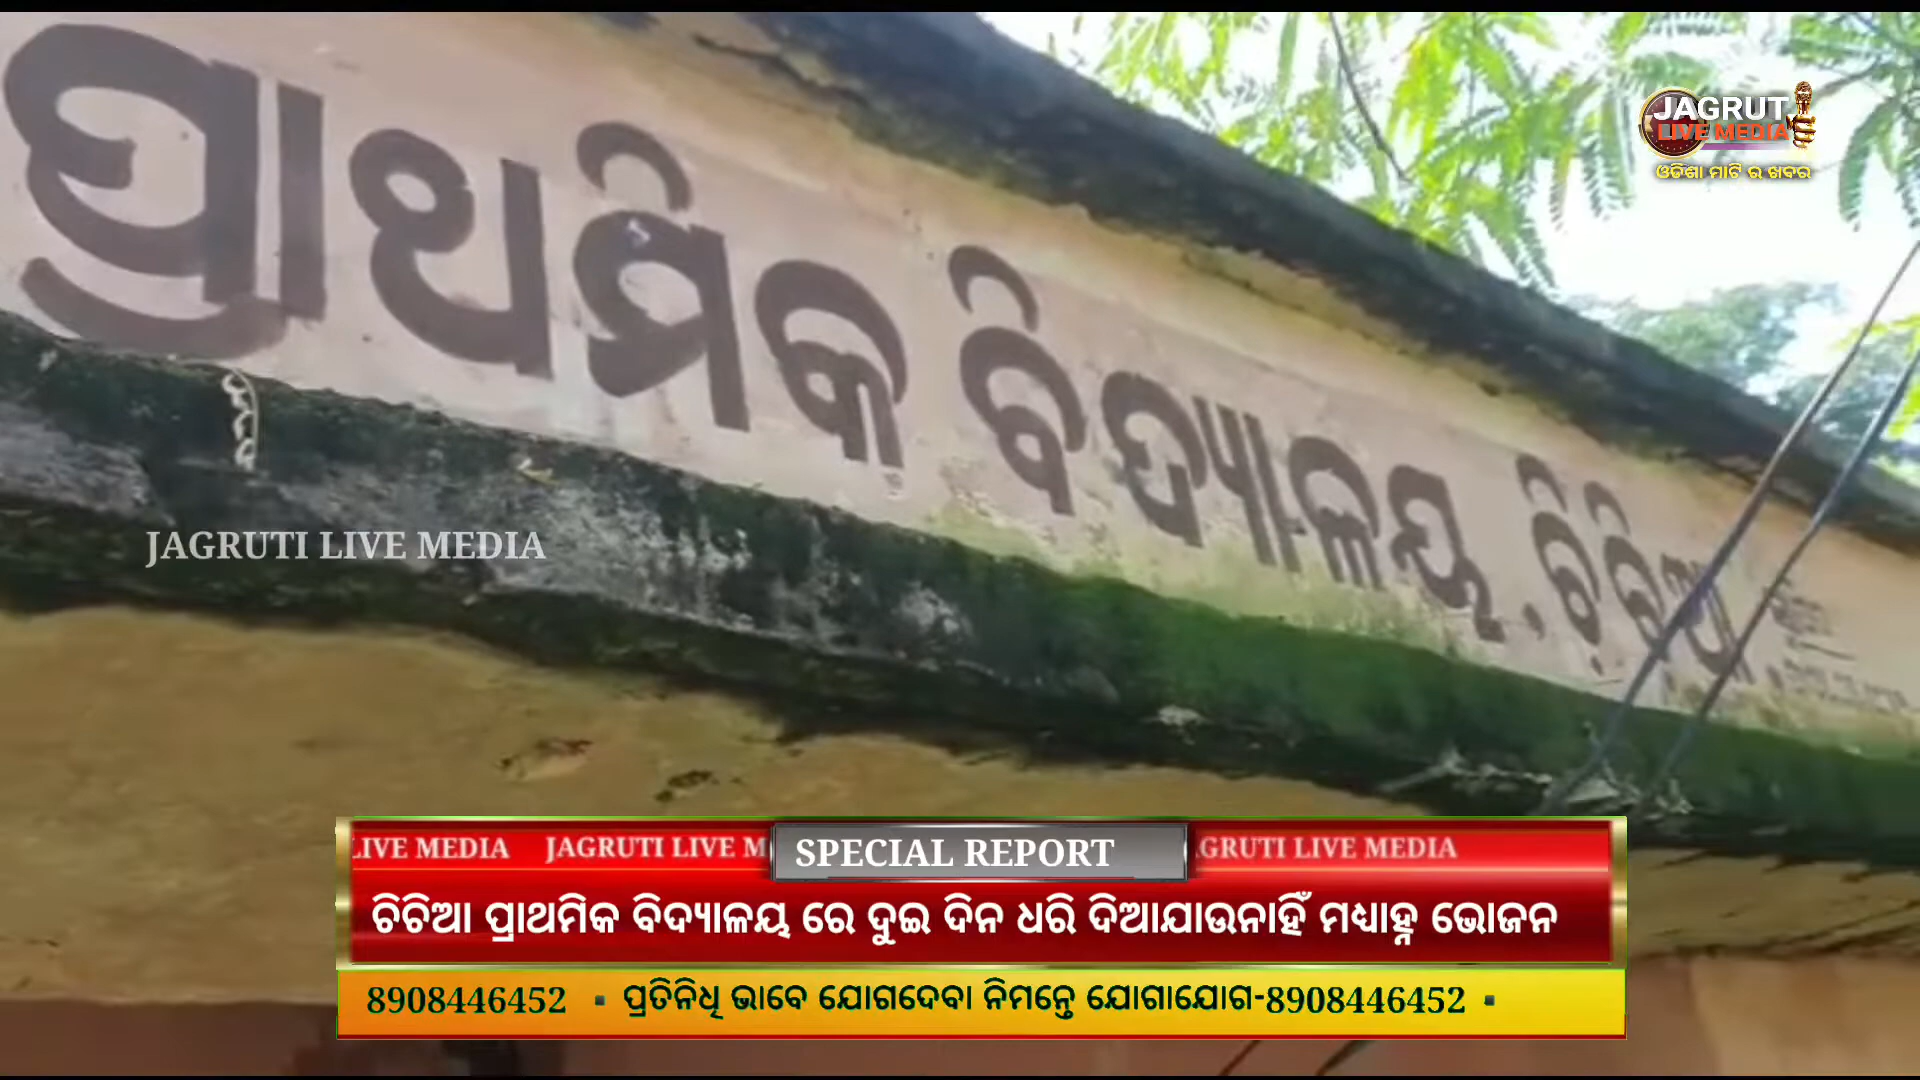 JAGRUT
LIVE MEDIA
ଓଡିଶା ମାଟି ର ଖବର
ପ୍ରାଥମିକ ବିଦ୍ୟାଳୟ, ଚିଚିଆ
JAGRUTI LIVE MEDIA
LIVE MEDIA JAGRUTI LIVE M SPECIAL REPORT GRUTI LIVE MEDIA
ଚିଚିଆ ପ୍ରାଥମିକ ବିଦ୍ୟାଳୟ ରେ ଦୁଇ ଦିନ ଧରି ଦିଆଯାଉନାହିଁ ମଧ୍ୟାହ୍ନ ଭୋଜନ
8908446452 ▪ ପ୍ରତିନିଧି ଭାବେ ଯୋଗଦେବା ନିମନ୍ତେ ଯୋଗାଯୋଗ-8908446452 ▪